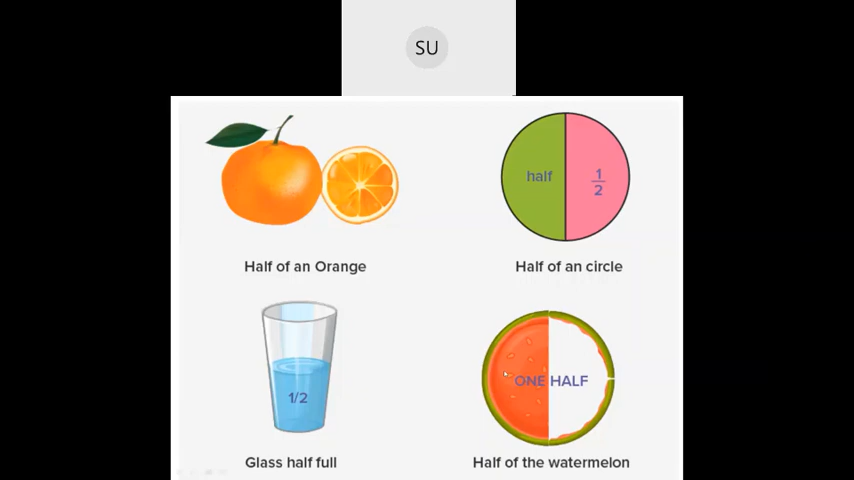 SU
half
1
2
Half of an Orange
Half of an circle
1/2
ONE HALF
Glass half full
Half of the watermelon